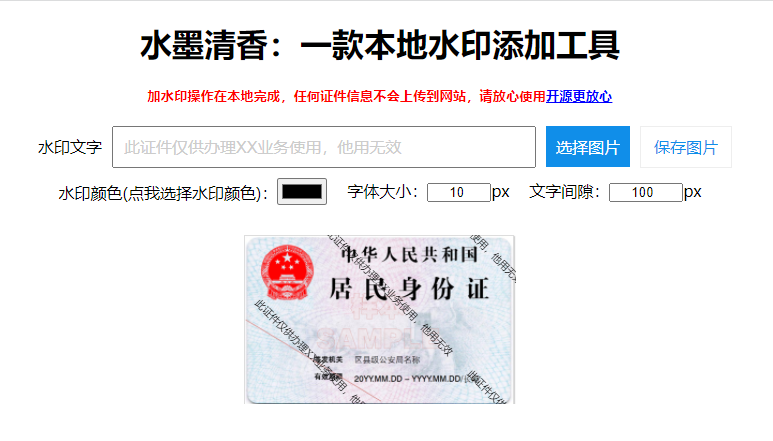 水墨清香：一款本地水印添加工具
加水印操作在本地完成，任何证件信息不会上传到网站，请放心使用开源更放心
水印文字 此证件仅供办理XX业务使用，他用无效 选择图片 保存图片
水印颜色(点我选择水印颜色)： 字体大小： 10 px 文字间隙： 100 px
中华人民共和国
居民身份证
此证件仅供办理XX业务使用，他用无效
使用，他用无效
此证件仅供办理XX业务使用，他用无效
此证件仅供
样本
SAMPLE
签发机关 区县级公安局名称
有效期限 20YY.MM.DD – YYYY.MM.DD/长期